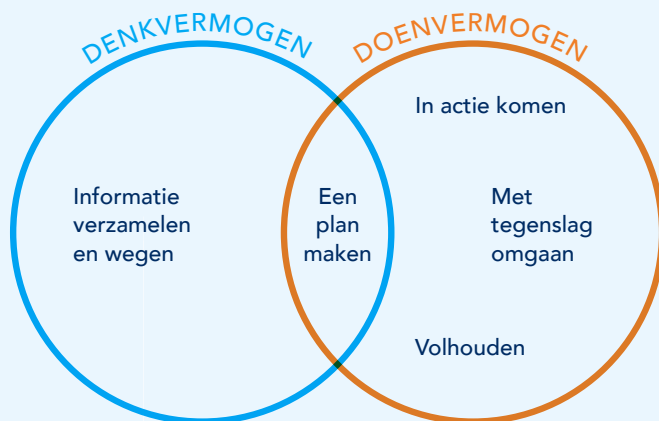 DENKVERMOGEN
DOENVERMOGEN
Informatie
verzamelen
en wegen
Een
plan
maken
In actie komen
Met
tegenslag
omgaan
Volhouden